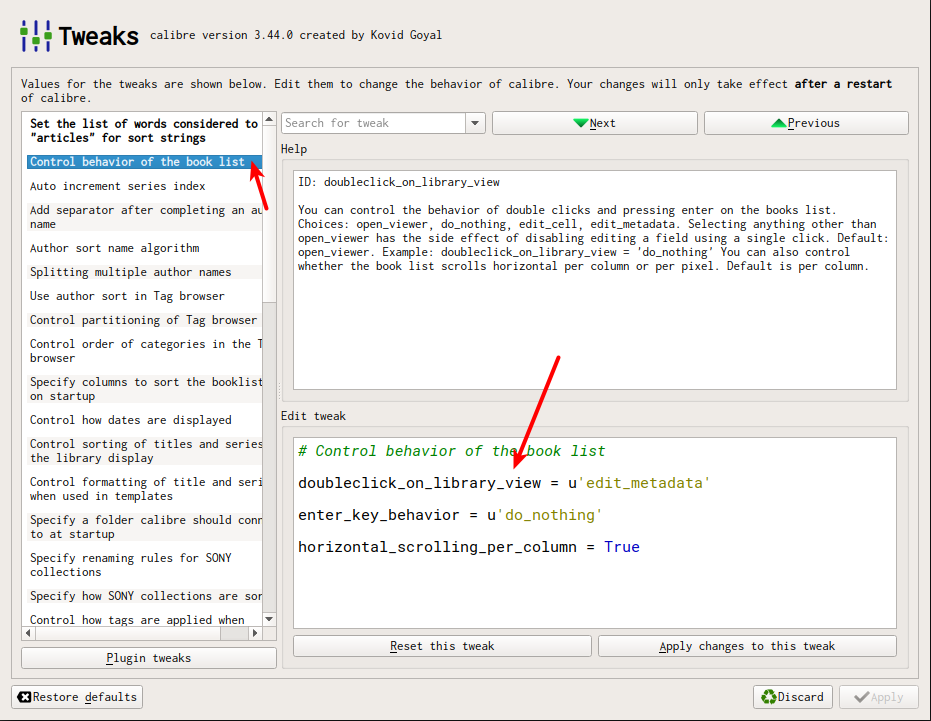 Tweaks calibre version 3.44.0 created by Kovid Goyal
Values for the tweaks are shown below. Edit them to change the behavior of calibre. Your changes will only take effect after a restart
of calibre.
Set the list of words considered to
"articles" for sort strings
Control behavior of the book list
Auto increment series index
Add separator after completing an au
name
Author sort name algorithm
Splitting multiple author names
Use author sort in Tag browser
Control partitioning of Tag browser
Control order of categories in the T
browser
Specify columns to sort the booklist
on startup
Control how dates are displayed
Control sorting of titles and series
the library display
Control formatting of title and seri
when used in templates
Specify a folder calibre should conn
to at startup
Specify renaming rules for SONY
collections
Specify how SONY collections are sor
Control how tags are applied when
Plugin tweaks
Search for tweak
Next
Previous
Help
ID: doubleclick_on_library_view
You can control the behavior of double clicks and pressing enter on the books list.
Choices: open_viewer, do_nothing, edit_cell, edit_metadata. Selecting anything other than
open_viewer has the side effect of disabling editing a field using a single click. Default:
open_viewer. Example: doubleclick_on_library_view = 'do_nothing' You can also control
whether the book list scrolls horizontal per column or per pixel. Default is per column.
Edit tweak
# Control behavior of the book list
doubleclick_on_library_view = u'edit_metadata'
enter_key_behavior = u'do_nothing'
horizontal_scrolling_per_column = True
Reset this tweak
Apply changes to this tweak
Restore defaults
Discard
Apply